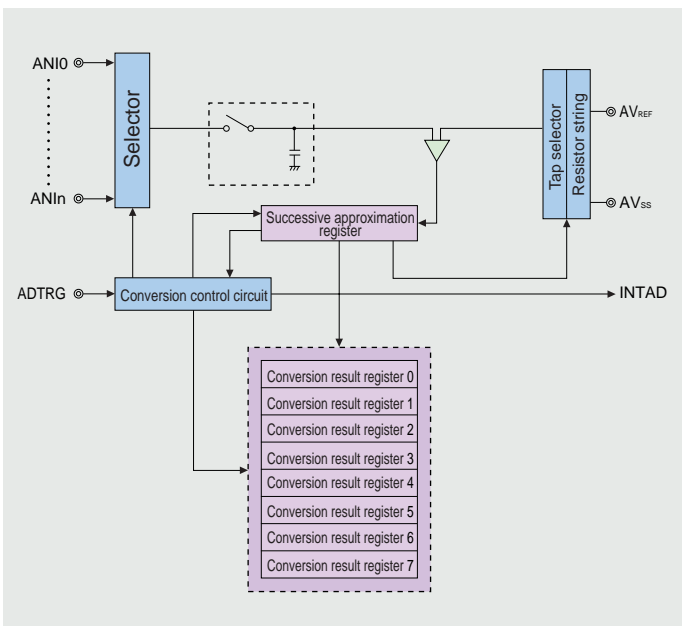 ANI0
ANIn
Selector
Tap selector
Resistor string
AVREF
AVSS
Successive approximation
register
ADTRG
Conversion control circuit
INTAD
Conversion result register 0
Conversion result register 1
Conversion result register 2
Conversion result register 3
Conversion result register 4
Conversion result register 5
Conversion result register 6
Conversion result register 7